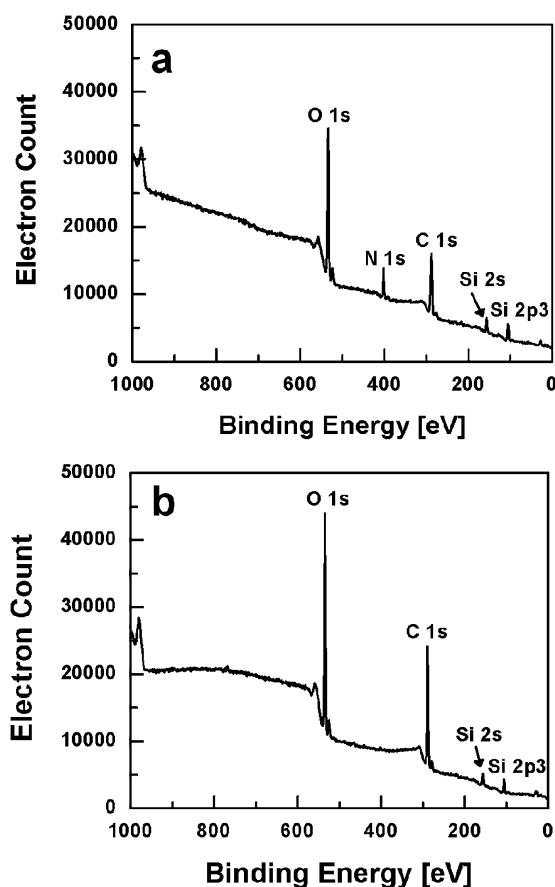 50000
a
O 1s
40000
30000
Electron Count
20000
N 1s
C 1s
Si 2s
Si 2p3
10000
0
1000 800 600 400 200 0
Binding Energy [eV]
50000
b
O 1s
40000
30000
Electron Count
C 1s
20000
Si 2s
Si 2p3
10000
0
1000 800 600 400 200 0
Binding Energy [eV]